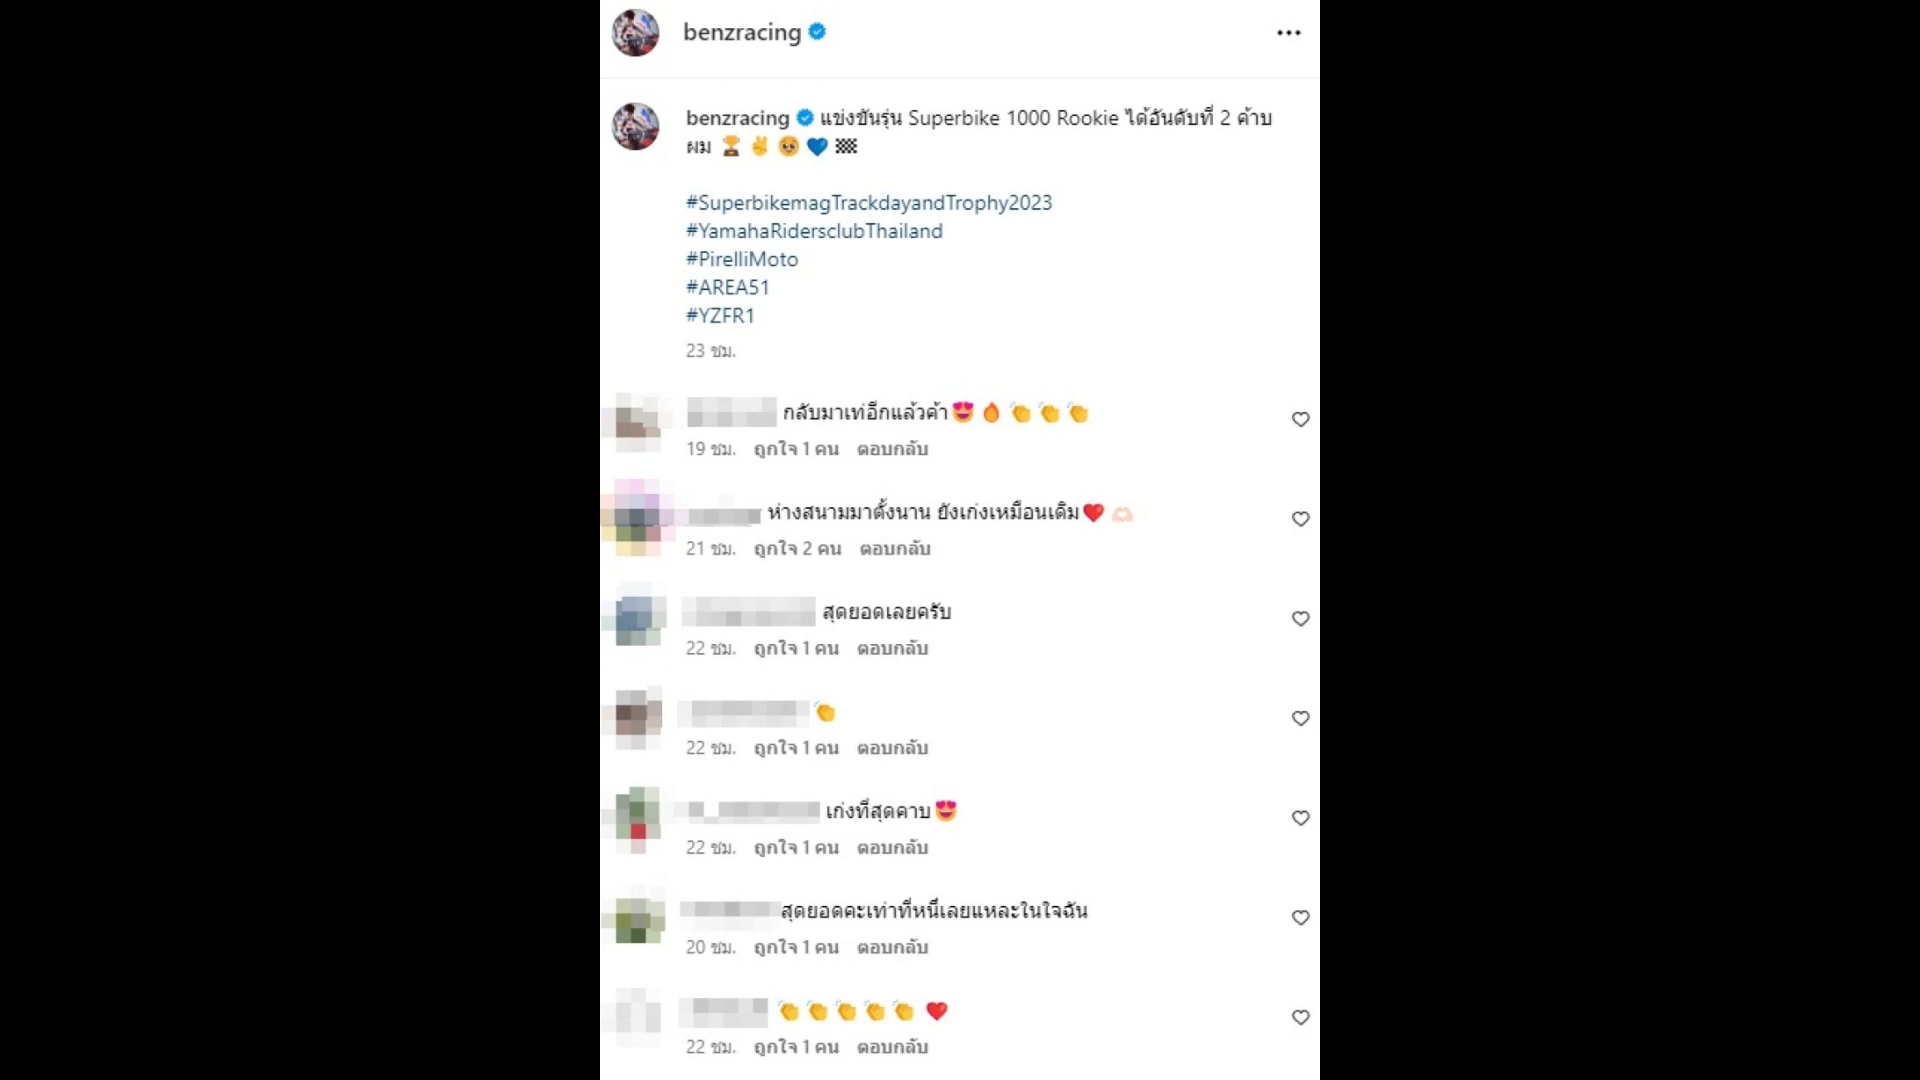 benzracing
benzracing แข่งขันรุ่น Superbike 1000 Rookie ได้อันดับที่ 2 ค้าบ
ผม 🏆 ✌️ 🥹 💙 🏁
#SuperbikemagTrackdayandTrophy2023
#YamahaRidersclubThailand
#PirelliMoto
#AREA51
#YZFR1
23 ชม.
กลับมาเท่อีกแล้วค้า😍 🔥 👏 👏 👏
19 ชม. ถูกใจ 1 คน ตอบกลับ
ห่างสนามมาตั้งนาน ยังเก่งเหมือนเดิม❤️ 🫶🏻
21 ชม. ถูกใจ 2 คน ตอบกลับ
สุดยอดเลยครับ
22 ชม. ถูกใจ 1 คน ตอบกลับ
👏
22 ชม. ถูกใจ 1 คน ตอบกลับ
เก่งที่สุดคาบ😍
22 ชม. ถูกใจ 1 คน ตอบกลับ
สุดยอดคะเท่าที่หนึ่เลยแหละในใจฉัน
20 ชม. ถูกใจ 1 คน ตอบกลับ
👏 👏 👏 👏 👏 ❤️
22 ชม. ถูกใจ 1 คน ตอบกลับ